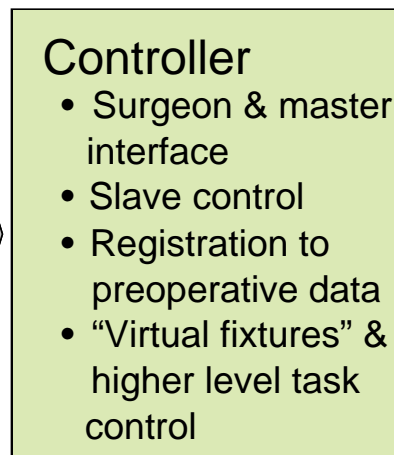 Controller
• Surgeon & master
interface
• Slave control
• Registration to
preoperative data
• “Virtual fixtures” &
higher level task
control